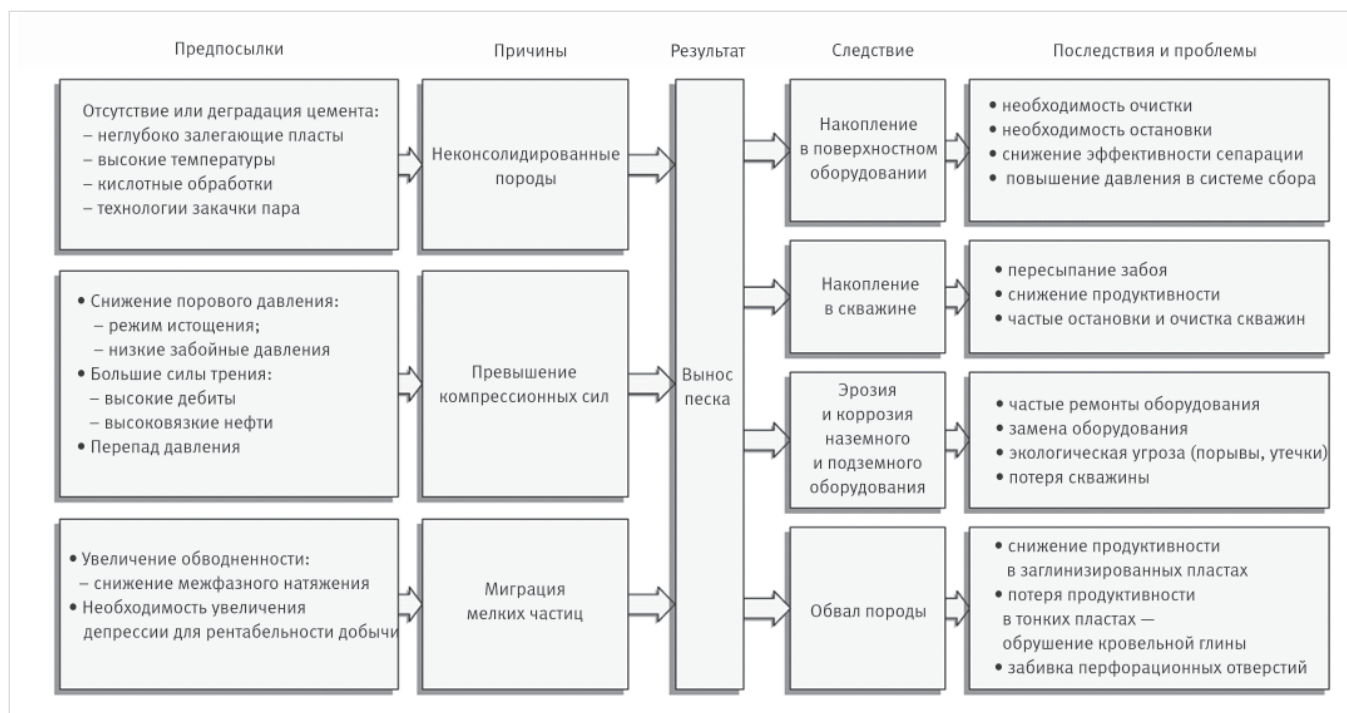 Предпосылки
Причины
Результат
Следствие
Последствия и проблемы
Отсутствие или деградация цемента:
– неглубоко залегающие пласты
– высокие температуры
– кислотные обработки
– технологии закачки пара
Неконсолидированные
породы
• Снижение порового давления:
– режим истощения;
– низкие забойные давления
• Большие силы трения:
– высокие дебиты
– высоковязкие нефти
• Перепад давления
Превышение
компрессионных сил
• Увеличение обводненности:
– снижение межфазного натяжения
• Необходимость увеличения
депрессии для рентабельности добычи
Миграция
мелких частиц
Вынос
песка
Накопление
в поверхностном
оборудовании
• необходимость очистки
• необходимость остановки
• снижение эффективности сепарации
• повышение давления в системе сбора
Накопление
в скважине
• пересыпание забоя
• снижение продуктивности
• частые остановки и очистка скважин
Эрозия
и коррозия
наземного
и подземного
оборудования
• частые ремонты оборудования
• замена оборудования
• экологическая угроза (порывы, утечки)
• потеря скважины
Обвал породы
• снижение продуктивности
в заглинизированных пластах
• потеря продуктивности
в тонких пластах —
обрушение кровельной глины
• забивка перфорационных отверстий